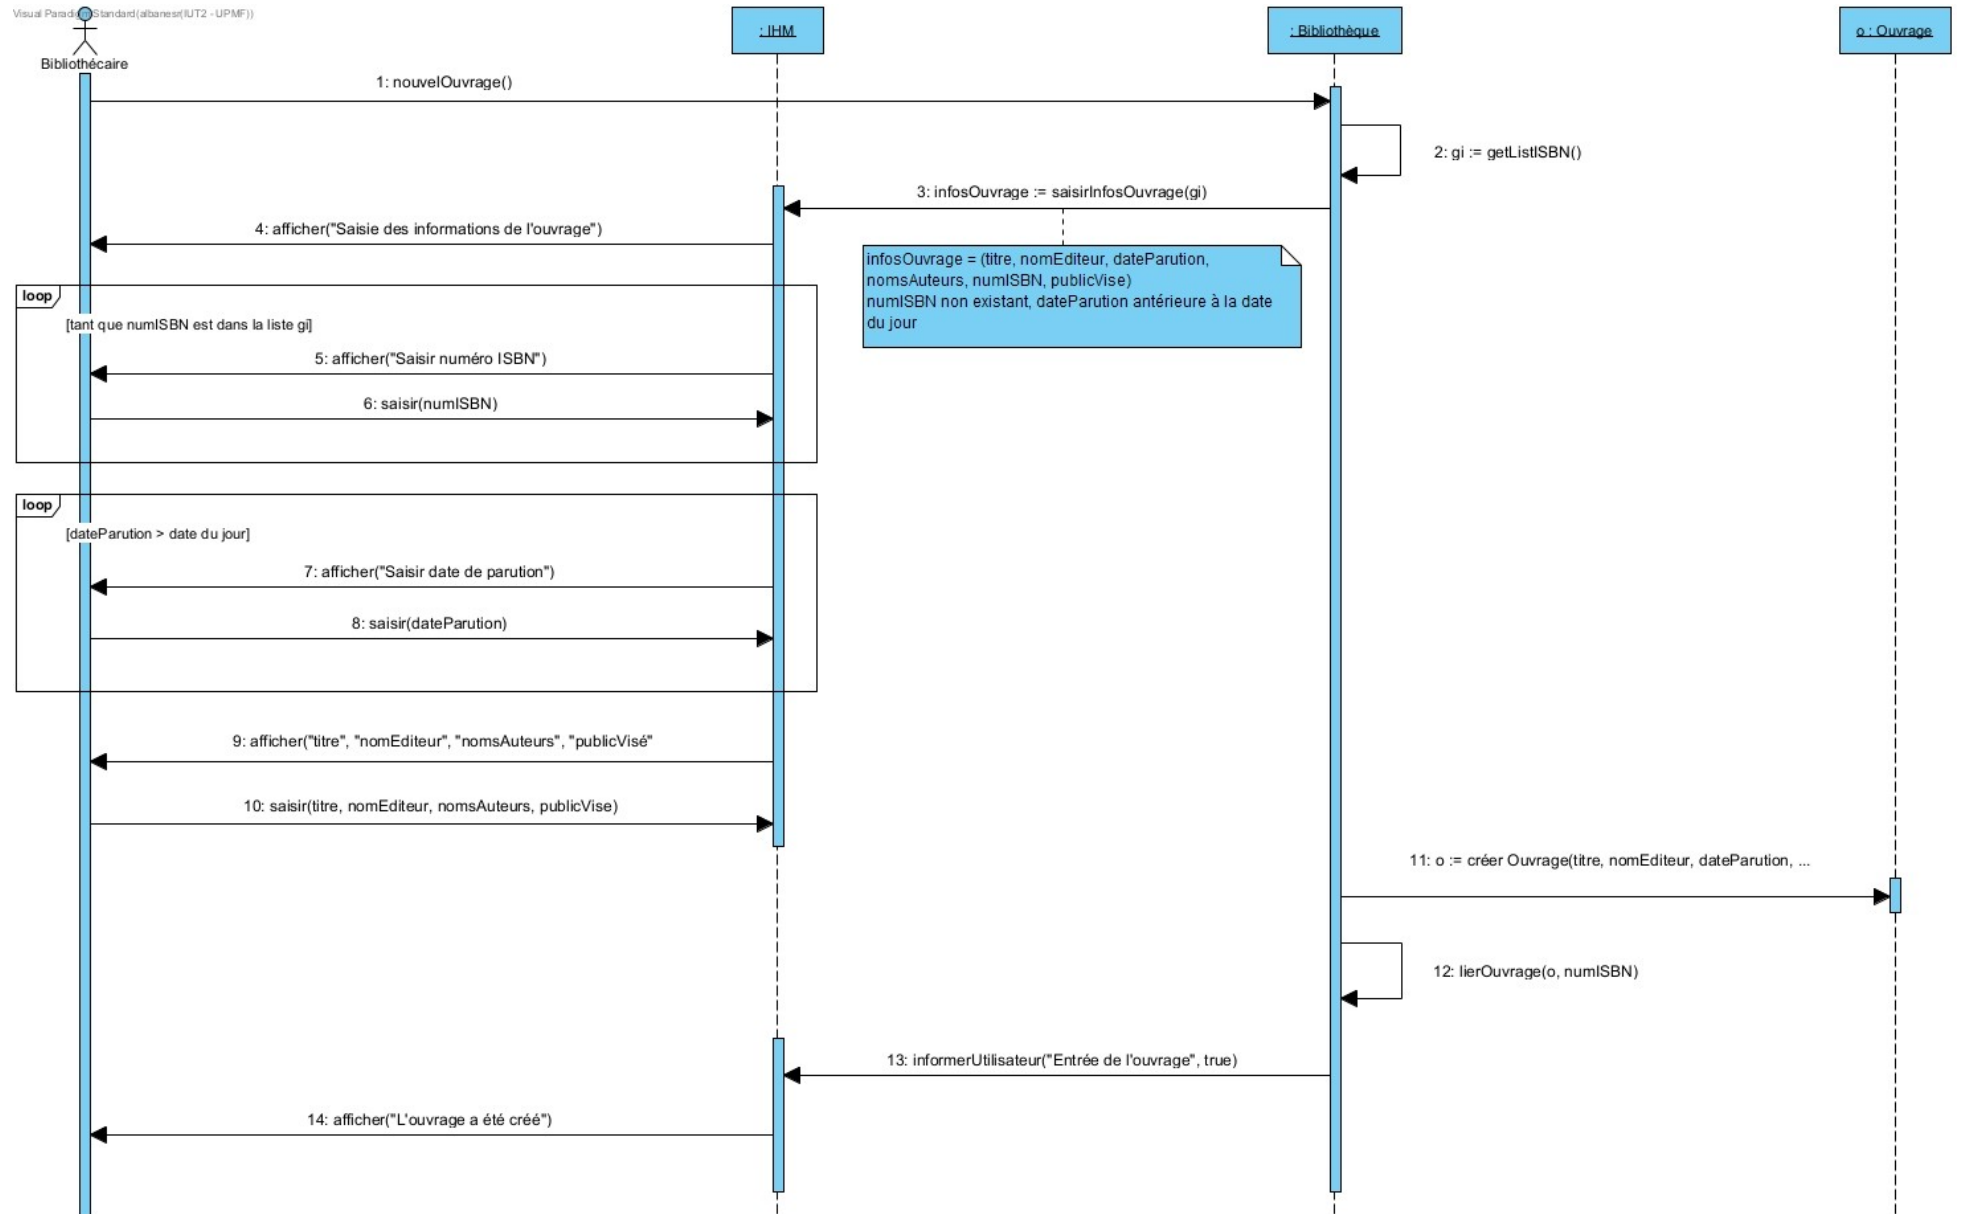 Visual Paradigm Standard(albanesr(IUT2 - UPMF))
Bibliothécaire
: IHM
: Bibliothèque
o : Ouvrage
1: nouvelOuvrage()
2: gi := getListISBN()
3: infosOuvrage := saisirInfosOuvrage(gi)
4: afficher("Saisie des informations de l'ouvrage")
infosOuvrage = (titre, nomEditeur, dateParution,
nomsAuteurs, numISBN, publicVise)
numISBN non existant, dateParution antérieure à la date
du jour
loop
[tant que numISBN est dans la liste gi]
5: afficher("Saisir numéro ISBN")
6: saisir(numISBN)
loop
[dateParution > date du jour]
7: afficher("Saisir date de parution")
8: saisir(dateParution)
9: afficher("titre", "nomEditeur", "nomsAuteurs", "publicVisé"
10: saisir(titre, nomEditeur, nomsAuteurs, publicVise)
11: o := créer Ouvrage(titre, nomEditeur, dateParution, ...
12: lierOuvrage(o, numISBN)
13: informerUtilisateur("Entrée de l'ouvrage", true)
14: afficher("L'ouvrage a été créé")